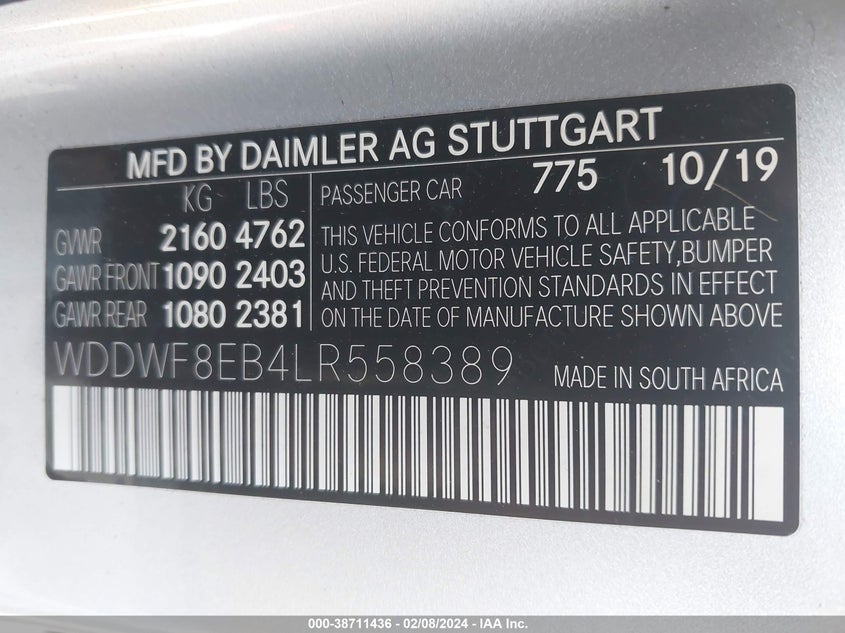 MFD BY DAIMLER AG STUTTGART
KG LBS
GVWR 2160 4762
GAWR FRONT 1090 2403
GAWR REAR 1080 2381
PASSENGER CAR 775 10/19
THIS VEHICLE CONFORMS TO ALL APPLICABLE
U.S. FEDERAL MOTOR VEHICLE SAFETY,BUMPER
AND THEFT PREVENTION STANDARDS IN EFFECT
ON THE DATE OF MANUFACTURE SHOWN ABOVE
WDDWF8EB4LR558389
MADE IN SOUTH AFRICA
000-38711436 - 02/08/2024 - IAA Inc.